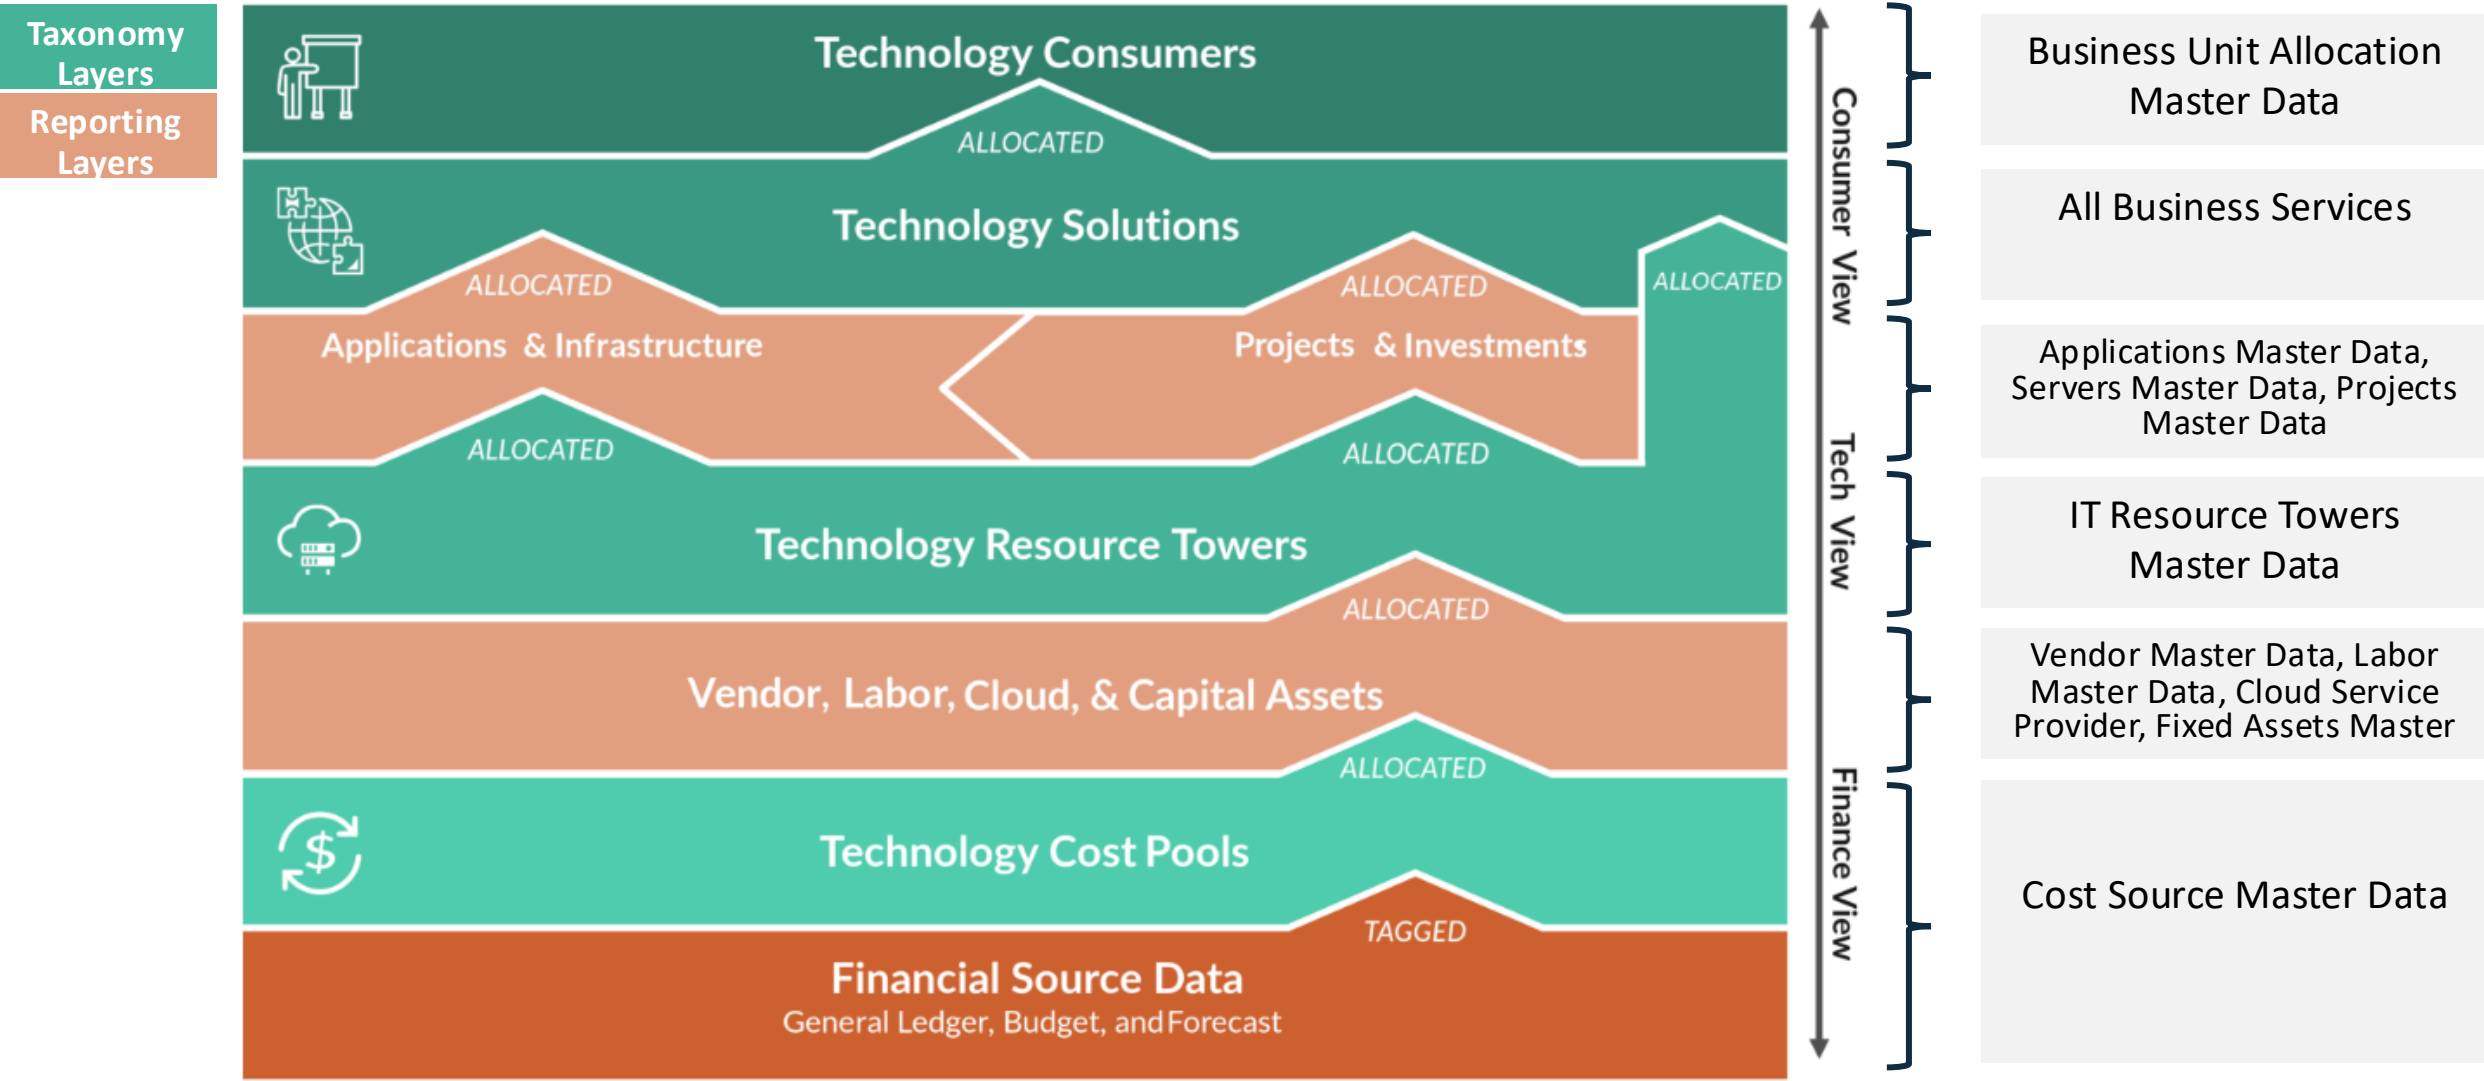 Taxonomy
Layers
Reporting
Layers
Technology Consumers
ALLOCATED
Technology Solutions
ALLOCATED
ALLOCATED
ALLOCATED
Applications & Infrastructure
Projects & Investments
ALLOCATED
ALLOCATED
Technology Resource Towers
ALLOCATED
Vendor, Labor, Cloud, & Capital Assets
ALLOCATED
Technology Cost Pools
TAGGED
Financial Source Data
General Ledger, Budget, and Forecast
Consumer View
Tech View
Finance View
Business Unit Allocation
Master Data
All Business Services
Applications Master Data,
Servers Master Data, Projects
Master Data
IT Resource Towers
Master Data
Vendor Master Data, Labor
Master Data, Cloud Service
Provider, Fixed Assets Master
Cost Source Master Data